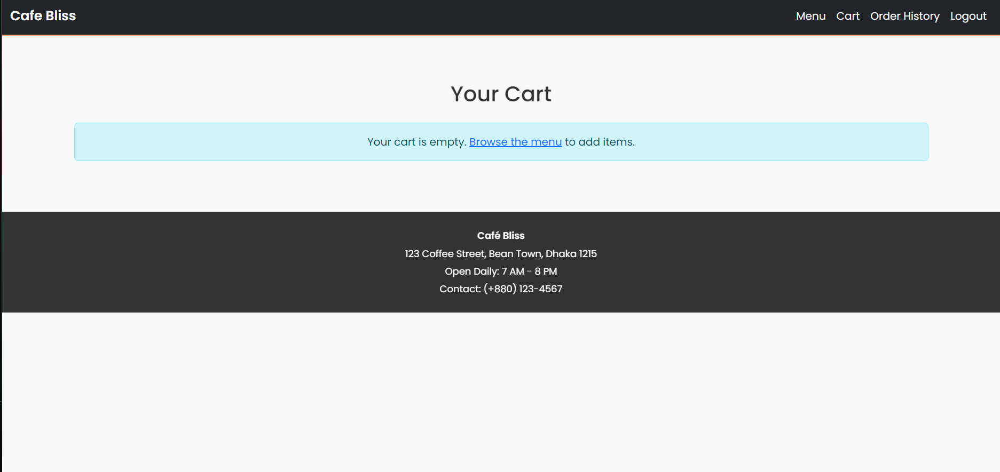 Cafe Bliss
Menu Cart Order History Logout
Your Cart
Your cart is empty. Browse the menu to add items.
Café Bliss
123 Coffee Street, Bean Town, Dhaka 1215
Open Daily: 7 AM - 8 PM
Contact: (+880) 123-4567